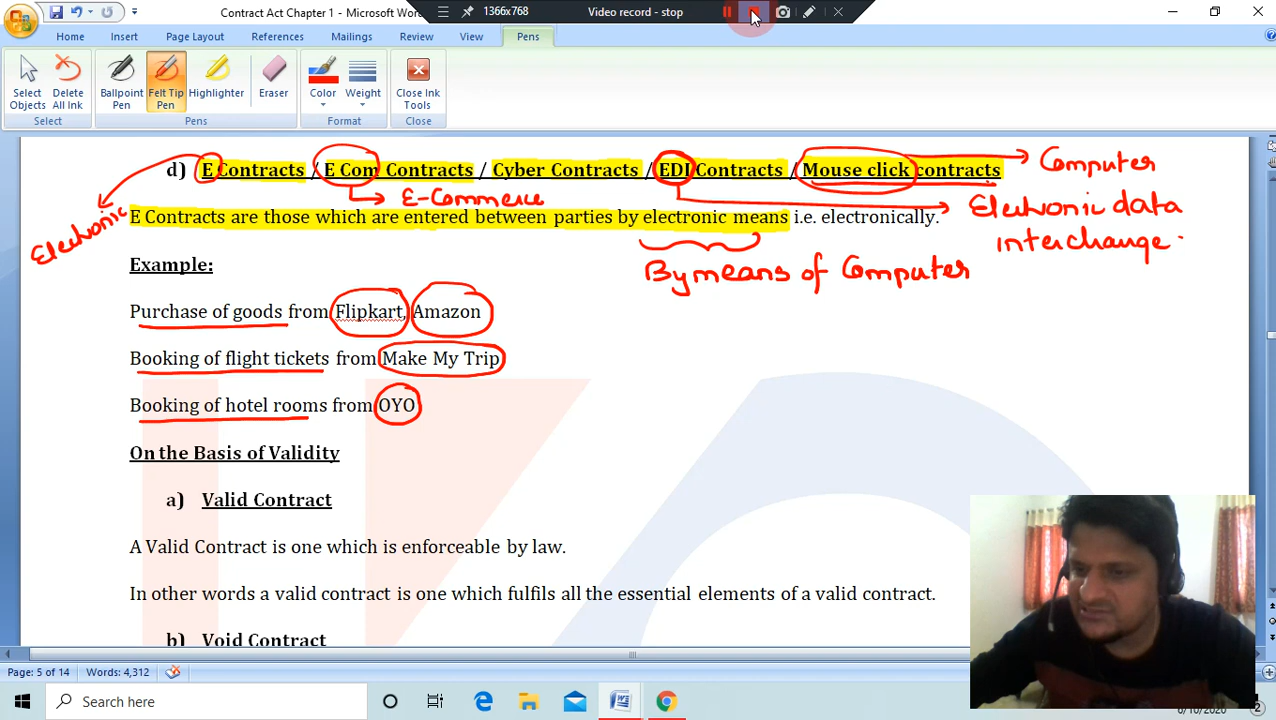 Contract Act Chapter 1 - Microsoft Wor
1366x768
Video record - stop
Home
Insert
Page Layout
References
Mailings
Review
View
Pens
Select Objects
Delete All Ink
Ballpoint Pen
Felt Tip Pen
Highlighter
Eraser
Color
Weight
Close Ink Tools
Select
Pens
Format
Close
d) E Contracts / E Com Contracts / Cyber Contracts / EDI Contracts / Mouse click contracts
Computer
E-Commerce
Electronic data
interchange
Electronic
E Contracts are those which are entered between parties by electronic means i.e. electronically.
By means of Computer
Example:
Purchase of goods from Flipkart, Amazon
Booking of flight tickets from Make My Trip
Booking of hotel rooms from OYO
On the Basis of Validity
a) Valid Contract
A Valid Contract is one which is enforceable by law.
In other words a valid contract is one which fulfils all the essential elements of a valid contract.
b) Void Contract
Page: 5 of 14
Words: 4,312
Search here
8/10/2020